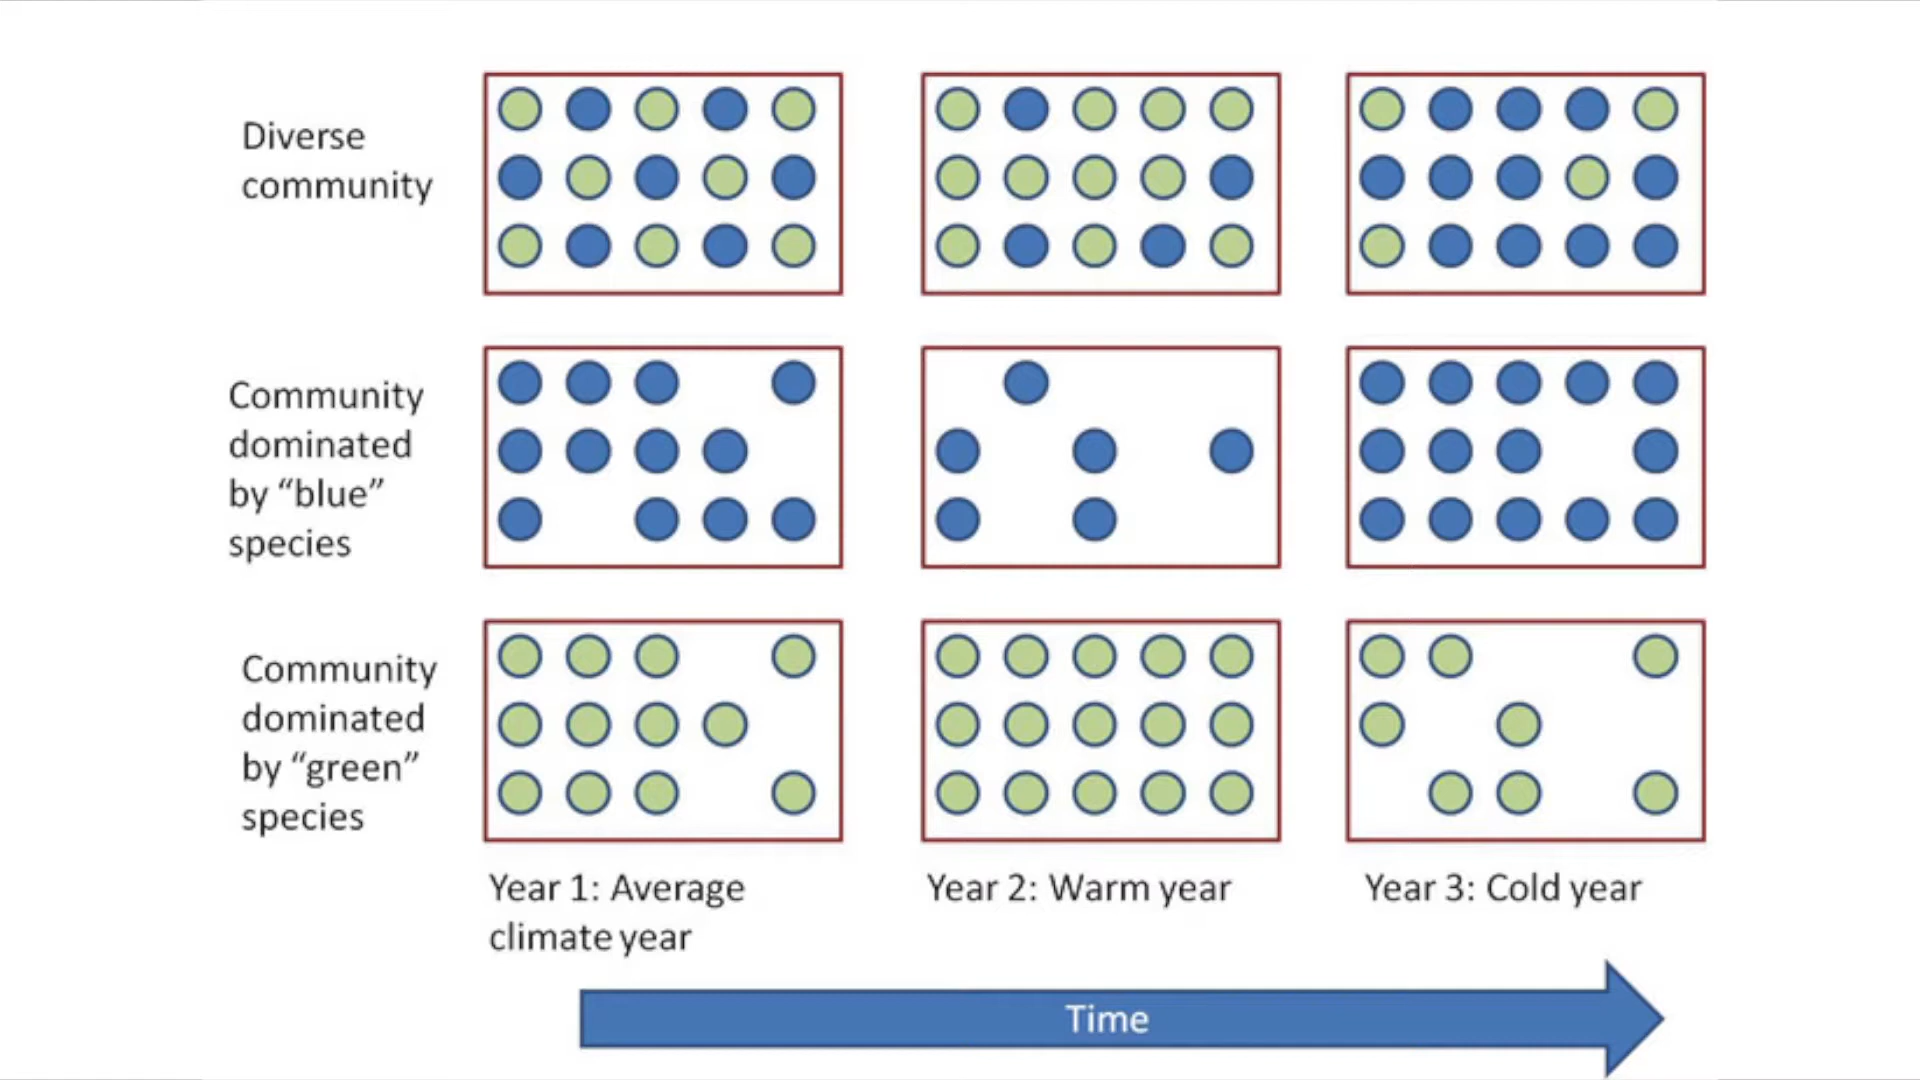 Diverse
community
Community
dominated
by “blue”
species
Community
dominated
by “green”
species
Year 1: Average
climate year
Year 2: Warm year
Year 3: Cold year
Time